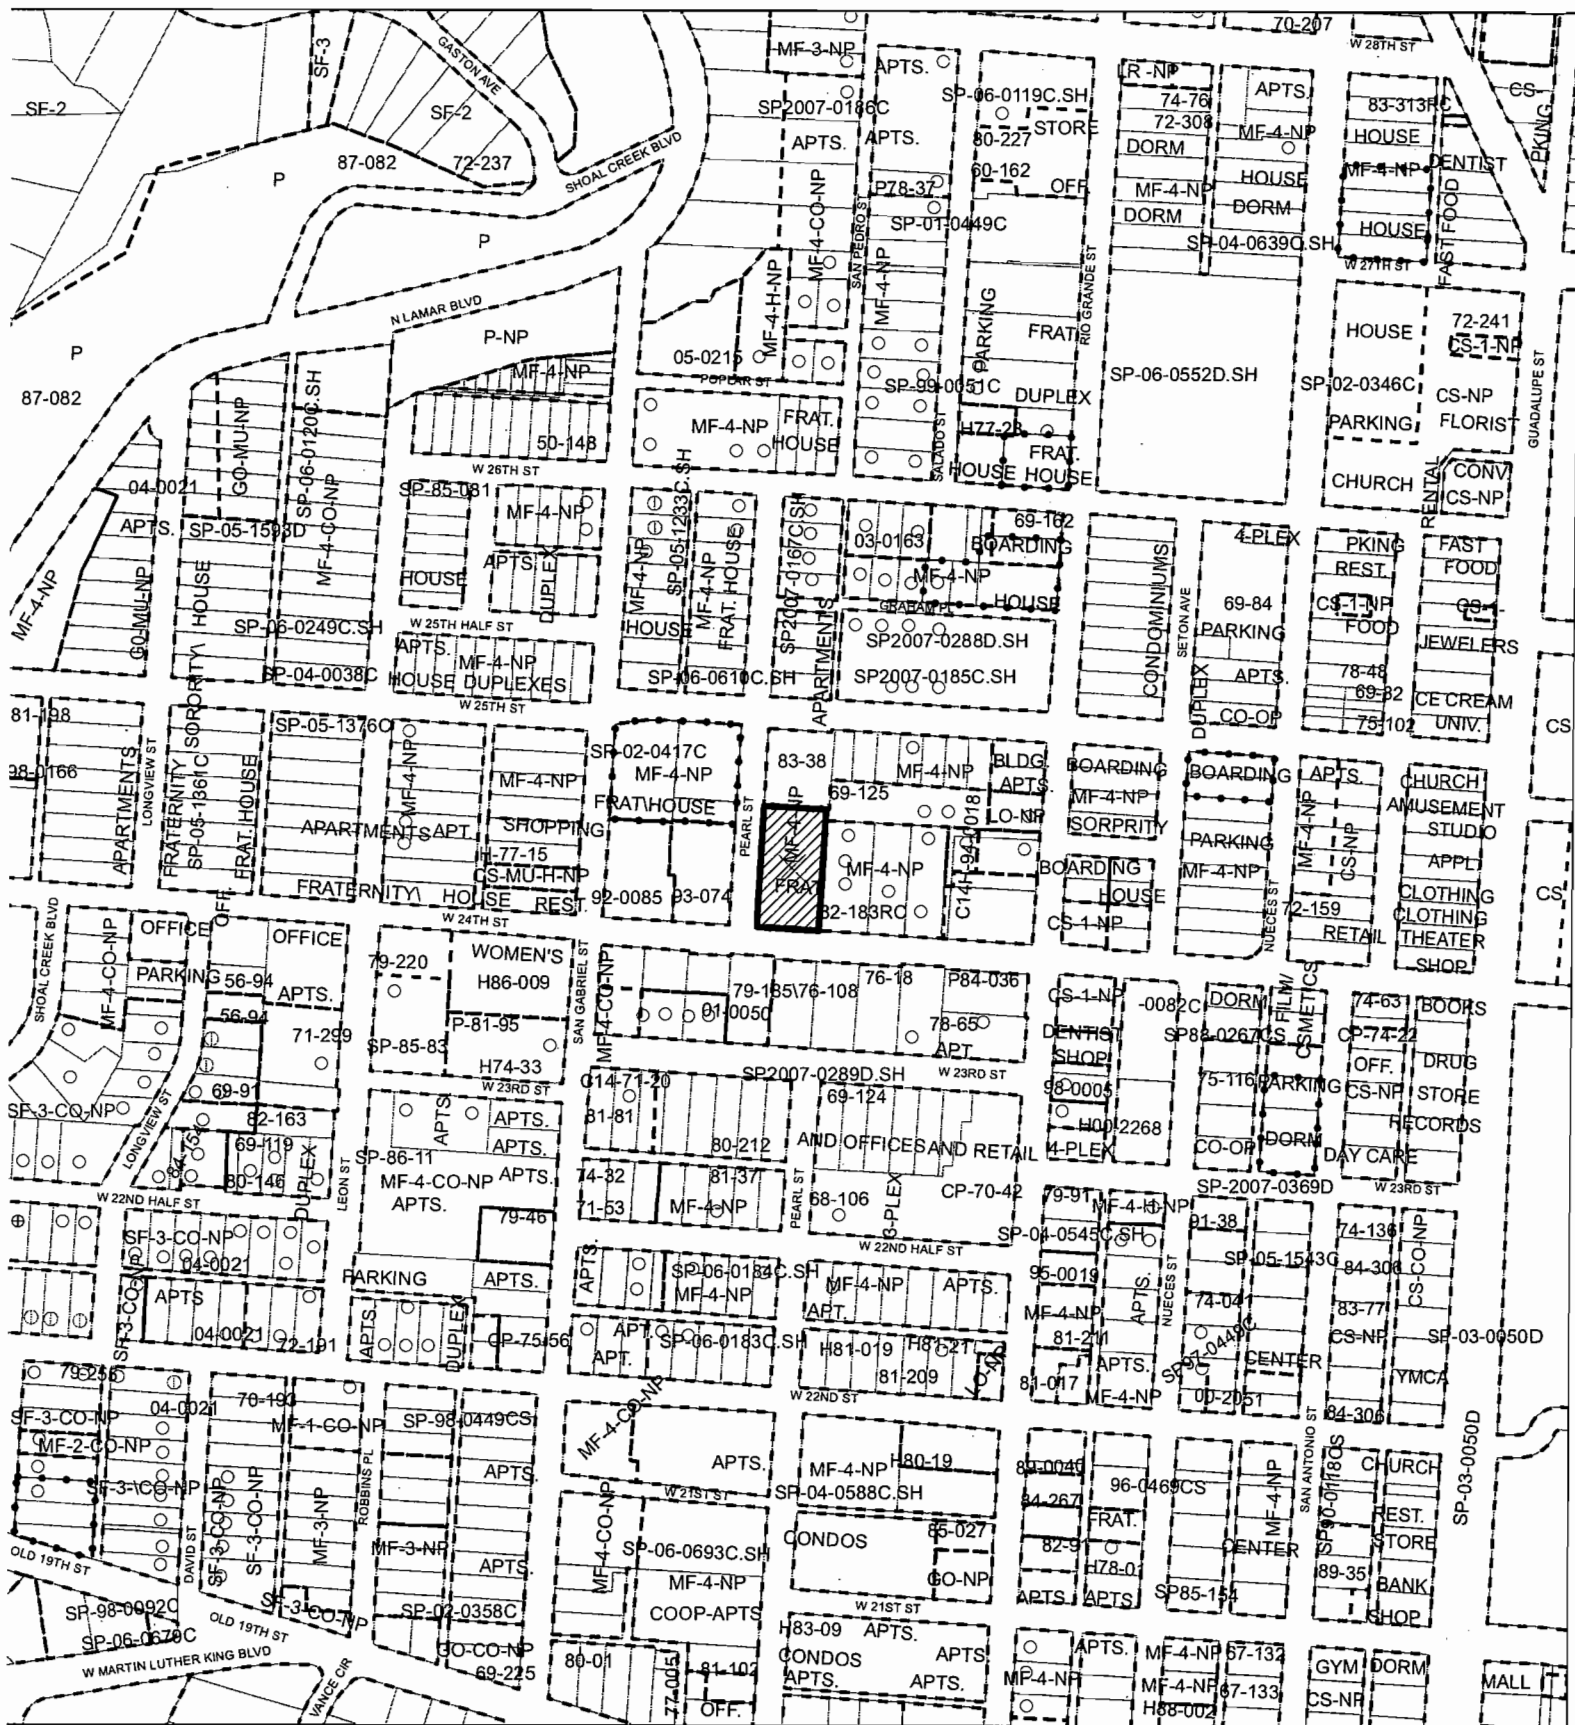 70-207
W 28TH ST
MF-3-NP
SF-3
GASTON AVE
APTS.
LR-NP
APTS.
CS-
SF-2
SF-2
SP2007-0186C
SP-06-0119C.SH
STORE
74-76
72-308
83-313RC
PKING
APTS.
APTS.
80-227
DORM
MF-4-NP
HOUSE
DENTIST
87-082
72-237
SHOAL CREEK BLVD
60-162
P
P78-37
OFF.
MF-4-NP
HOUSE
MF-4-NP
FAST FOOD
MF-4-CO-NP
SAN PEDRO ST
SP-01-0449C
DORM
DORM
HOUSE
P
SP-04-0639C.SH
W 27TH ST
MF-4-H-NP
MF-4-NP
RIO GRANDE ST
N LAMAR BLVD
PARKING
P-NP
FRAT.
HOUSE
72-241
CS-1-NP
P
05-0215
POPLAR ST
MF-4-NP
SP-99-0051C
DUPLEX
SP-06-0552D.SH
SP-02-0346C
CS-NP
GUADALUPE ST
87-082
GO-MU-NP
SP-06-0120C.SH
MF-4-NP
FRAT.
HOUSE
PARKING
FLORIST
50-148
H77-23
FRAT.
HOUSE
HOUSE
SALADO ST
W 26TH ST
CHURCH
CONV
CS-NP
RENTAL
04-0021
SP-85-081
MF-4-CONP
MF-4-NP
SP-05-1233C.SH
APTS.
SP-05-1593D
SP2007-0167C.SH
03-0163
69-162
BOARDING
4-PLEX
PKING
FAST
FOOD
REST.
MF-4-NP
GO-MU-NP
HOUSE
HOUSE
APTS.
DUPLEX
MF-4-NP
MF-4-NP
FRAT. HOUSE
MF-4-NP
HOUSE
GRAHAM PL
CONDOMINIUMS
SETON AVE
69-84
CS-1-NP
CS-1-
FOOD
SP-06-0249C.SH
W 25TH HALF ST
HOUSE
APARTMENTS
SP2007-0288D.SH
PARKING
JEWELERS
APTS.
MF-4-NP
SP-04-0038C
HOUSE DUPLEXES
SP-06-0610C.SH
SP2007-0185C.SH
DUPLEX
APTS.
78-48
69-82
CE CREAM
W 25TH ST
CO-OP
75-102
UNIV.
CS
81-198
SORORITY\
SP-05-1376C
SP-02-0417C
83-38
98-0166
APARTMENTS
LONGVIEW ST
FRATERNITY
SP-05-1361C
FRAT. HOUSE
MF-4-NP
MF-4-NP
MF-4-NP
MF-4-NP
BLDG.
APTS.
BOARDING
BOARDING
APTS.
CHURCH
69-125
MF-4-NP
AMUSEMENT
FRAT\HOUSE
LO-NP
SORPRITY
MF-4-NP
CS-NP
STUDIO
APARTMENTS
APT.
SHOPPING
PEARL ST
MF-4-NP
PARKING
APPL
H-77-15
CS-MU-H-NP
MF-4-NP
C14H-94-0018
BOARDING
HOUSE
MF-4-NP
CLOTHING
CS
FRATERNITY\
HOUSE
REST.
92-0085
93-074
FRAT
82-183RC
CS-1-NP
72-159
CLOTHING
W 24TH ST
NUECES ST
RETAIL
THEATER
SHOP
SHOAL CREEK BLVD
MF-4-CO-NP
OFFICE
OFF.
OFFICE
79-220
WOMEN'S
H86-009
SAN GABRIEL ST
PARKING
56-94
APTS.
76-18
P84-036
79-185\76-108
CS-1-NP
-0082C
DORM
FILM/
CSMETICS
74-63
BOOKS
56-94
71-299
P-81-95
MF-4-CO-NP
01-0050
78-65
DENTIST
SP88-0267CS
CP-74-22
SP-85-83
APT.
SHOP
OFF.
DRUG
H74-33
W 23RD ST
C14-71-20
SP2007-0289D.SH
W 23RD ST
98-0005
75-116
PARKING
CS-NP
STORE
69-91
SF-3-CO-NP
82-163
APTS.
APTS.
81-81
69-124
H00-2268
RECORDS
LONGVIEW ST
69-119
APTS.
80-212
AND OFFICES
AND RETAIL
4-PLEX
CO-OP
DORM
DAY CARE
SP-86-11
80-146
DUPLEX
LEON ST
MF-4-CO-NP
APTS.
APTS.
74-32
81-37
CP-70-42
SP-2007-0369D
W 23RD ST
W 22ND HALF ST
71-53
MF-4-NP
PEARL ST
68-106
3-PLEX
79-91
MF-4-H-NP
91-38
79-46
SP-04-0545C.SH
74-136
SF-3-CO-NP
04-0021
W 22ND HALF ST
CS-CO-NP
PARKING
APTS.
APTS.
SP-06-0184C.SH
MF-4-NP
MF-4-NP
APTS.
95-0019
APTS.
NUECES ST
SP-05-1543C
84-306
APTS
SF-3-CO-NP
APT.
MF-4-NP
74-041
83-77
04-0021
72-191
APTS.
DUPLEX
CP-75-56
APT.
SP-06-0183C.SH
H81-019
81-211
SP97-0449C
CS-NP
SP-03-0050D
APT.
81-209
81-017
APTS.
CENTER
YMCA
W 22ND ST
MF-4-NP
00-2051
04-0021
70-193
SF-3-CO-NP
MF-1-CO-NP
SP-98-0449CS
MF-4-CO-NP
84-306
MF-2-CO-NP
SAN ANTONIO ST
APTS.
APTS.
MF-4-NP
H80-19
CHURCH
SF-3-\CO-NP
W 21ST ST
SP-04-0588C.SH
84-267
96-0469CS
MF-4-NP
SP90-0118CS
SP-03-0050D
SF-3-CO-NP
SF-3-CO-NP
MF-3-NP
ROBBINS PL
MF-4-CO-NP
CONDOS
85-027
FRAT.
REST.
MF-3-NP
SP-06-0693C.SH
CENTER
STORE
OLD 19TH ST
DAVID ST
APTS.
MF-4-NP
GO-NP
H78-01
89-35
BANK
APTS
APTS
SP85-154
SP-98-0092C
SF-3-CO-NP
SP-02-0358C
COOP-APTS
W 21ST ST
SHOP
OLD 19TH ST
H83-09
APTS.
SP-06-0679C
GO-CO-NP
CONDOS
APTS
APTS.
MF-4-NP
67-132
W MARTIN LUTHER KING BLVD
69-225
80-01
77-005
81-102
APTS.
APTS.
MF-4-NP
MF-4-NP
67-133
GYM
DORM
MALL
VANCE CIR
OFF.
H88-002
CS-NP